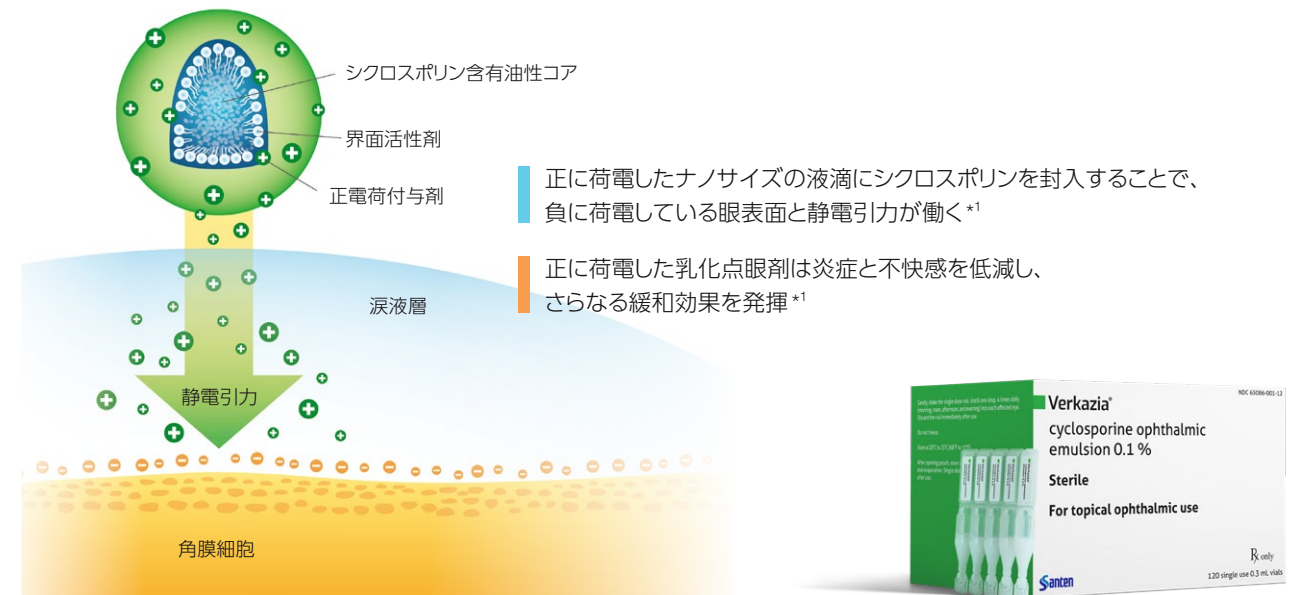 シクロスポリン含有油性コア
界面活性剤
正電荷付与剤
正に荷電したナノサイズの液滴にシクロスポリンを封入することで、
負に荷電している眼表面と静電引力が働く*1
正に荷電した乳化点眼剤は炎症と不快感を低減し、
さらなる緩和効果を発揮*1
涙液層
静電引力
角膜細胞
NDC 65086-001-12
Verkazia®
cyclosporine ophthalmic
emulsion 0.1 %
Sterile
For topical ophthalmic use
Rx only
120 single use 0.3 mL vials
Santen
Do not freeze.